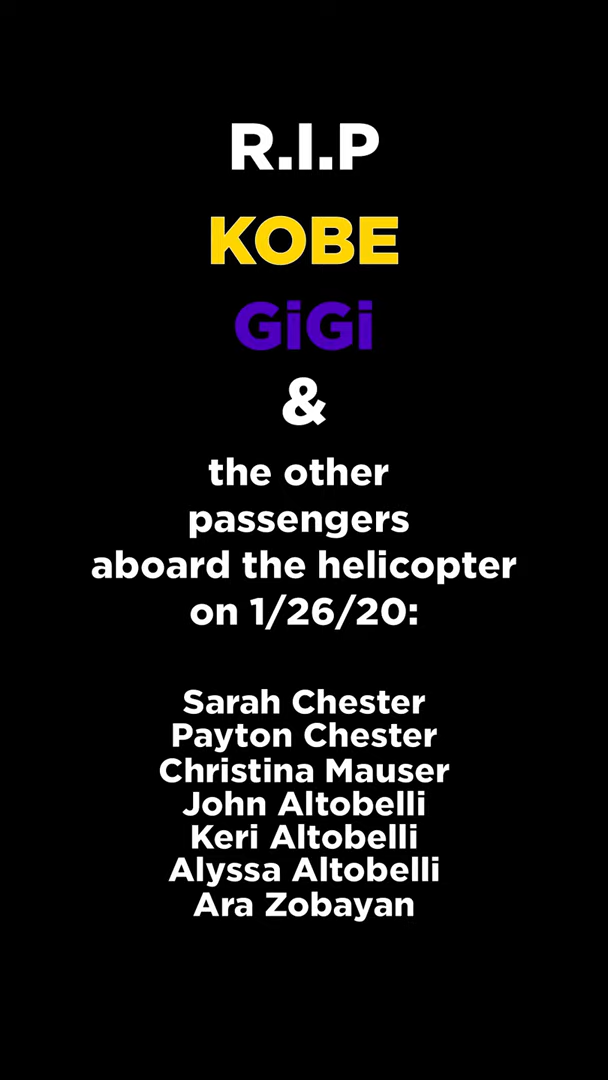 R.I.P
KOBE
GiGi
&
the other
passengers
aboard the helicopter
on 1/26/20:
Sarah Chester
Payton Chester
Christina Mauser
John Altobelli
Keri Altobelli
Alyssa Altobelli
Ara Zobayan